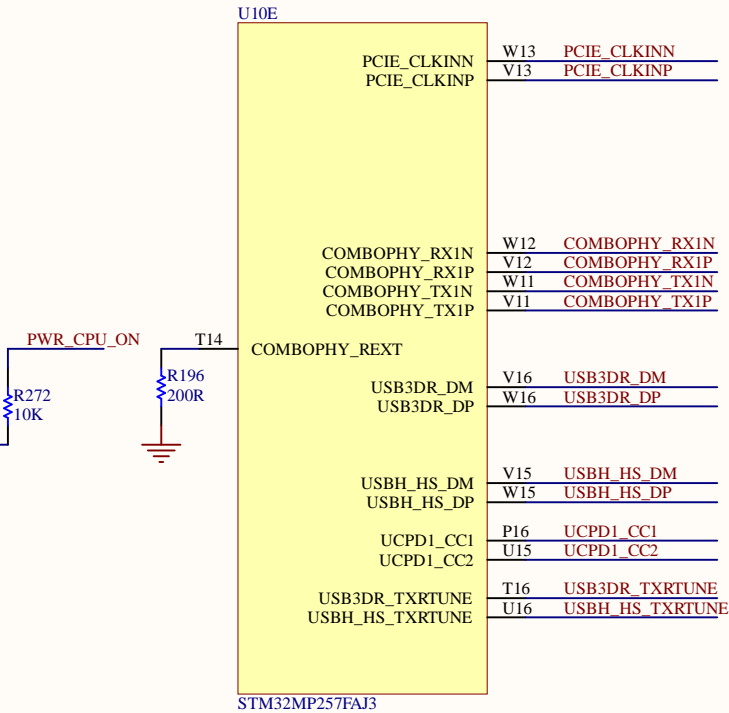 U10E
PCIE_CLKINN W13 PCIE_CLKINN
PCIE_CLKINP V13 PCIE_CLKINP
COMBOPHY_RX1N W12 COMBOPHY_RX1N
COMBOPHY_RX1P V12 COMBOPHY_RX1P
COMBOPHY_TX1N W11 COMBOPHY_TX1N
COMBOPHY_TX1P V11 COMBOPHY_TX1P
PWR_CPU_ON T14 COMBOPHY_REXT
R196
200R
R272
10K
USB3DR_DM V16 USB3DR_DM
USB3DR_DP W16 USB3DR_DP
USBH_HS_DM V15 USBH_HS_DM
USBH_HS_DP W15 USBH_HS_DP
UCPD1_CC1 P16 UCPD1_CC1
UCPD1_CC2 U15 UCPD1_CC2
USB3DR_TXRTUNE T16 USB3DR_TXRTUNE
USBH_HS_TXRTUNE U16 USBH_HS_TXRTUNE
STM32MP257FAJ3